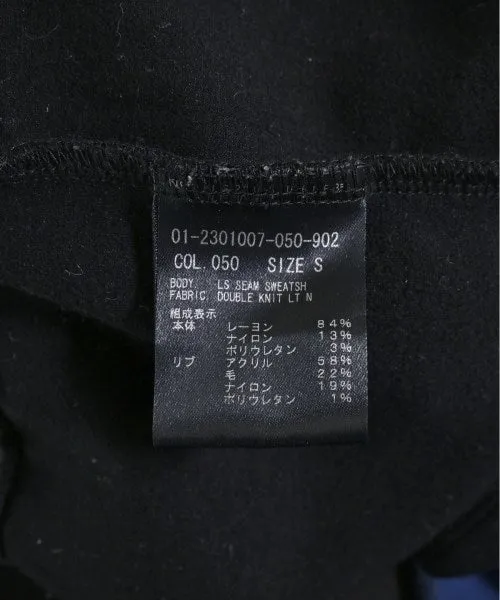 01-2301007-050-902
COL.050 SIZE S
BODY. LS SEAM SWEATSH
FABRIC. DOUBLE KNIT LT N
組成表示
本体 レーヨン 84%
ナイロン 13%
ポリウレタン 3%
リブ アクリル 58%
毛 22%
ナイロン 19%
ポリウレタン 1%